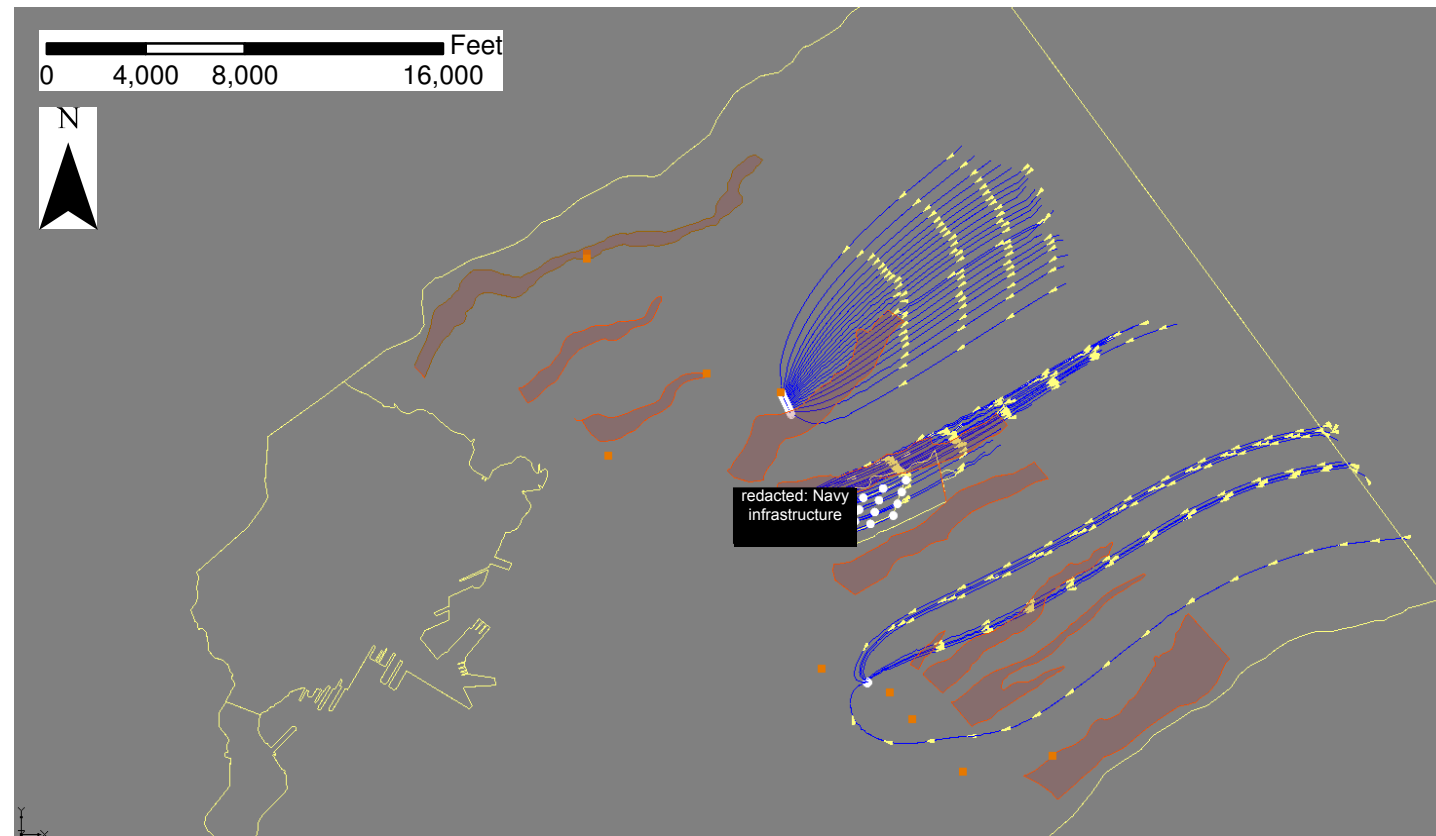 Feet
0 4,000 8,000 16,000
N
redacted: Navy
infrastructure
Y
Z X